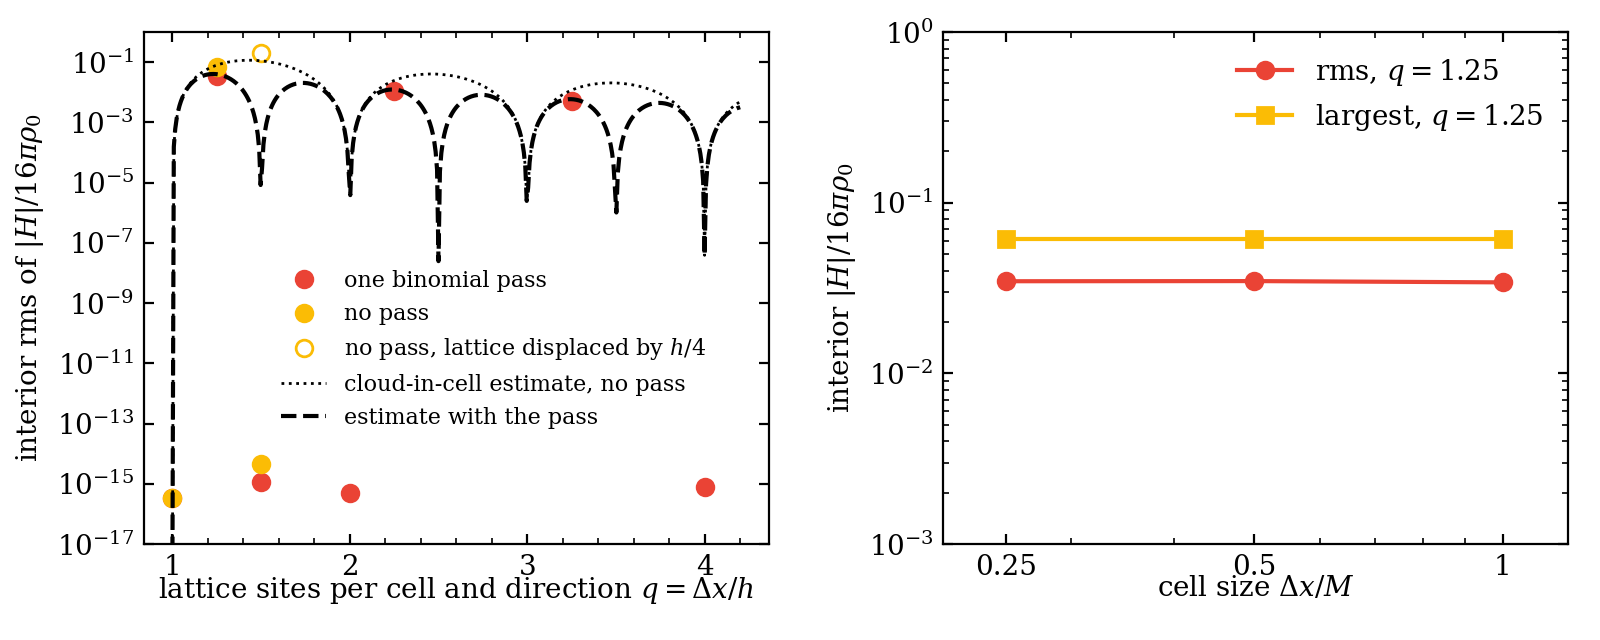 interior rms of |H|/16πρ₀
10⁻¹
10⁻³
10⁻⁵
10⁻⁷
10⁻⁹
10⁻¹¹
10⁻¹³
10⁻¹⁵
10⁻¹⁷
one binomial pass
no pass
no pass, lattice displaced by h/4
cloud-in-cell estimate, no pass
estimate with the pass
1 2 3 4
lattice sites per cell and direction q = Δx/h
interior |H|/16πρ₀
10⁰
10⁻¹
10⁻²
10⁻³
rms, q = 1.25
largest, q = 1.25
0.25 0.5 1
cell size Δx/M